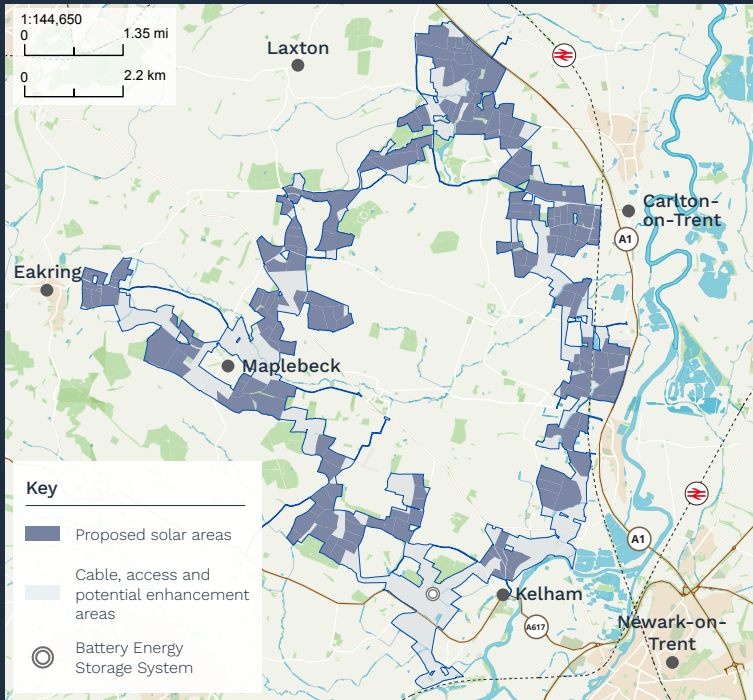 1:144,650
0 1.35 mi
0 2.2 km
Laxton
Carlton-
on-Trent
A1
Eakring
Maplebeck
Key
Proposed solar areas
Cable, access and
potential enhancement
areas
Battery Energy
Storage System
A1
Kelham
A617
Newark-on-
Trent